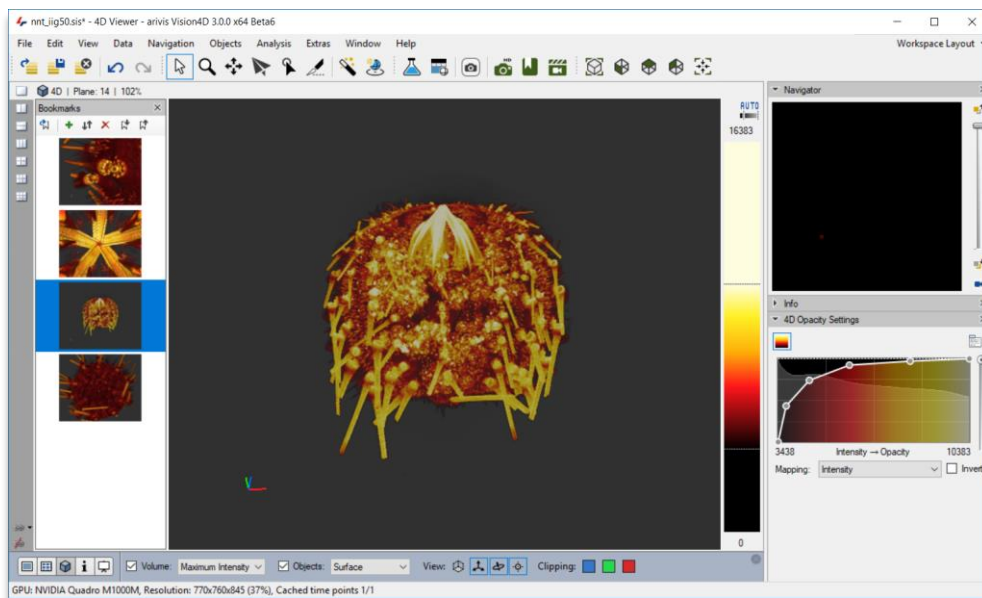 nnt_iig50.sis* - 4D Viewer - arivis Vision4D 3.0.0 x64 Beta6
File Edit View Data Navigation Objects Analysis Extras Window Help Workspace Layout
4D | Plane: 14 | 102%
Bookmarks
AUTO
16383
0
Navigator
Info
4D Opacity Settings
3438 Intensity → Opacity 10383
Mapping: Intensity Invert
Volume: Maximum Intensity Objects: Surface View: Clipping:
GPU: NVIDIA Quadro M1000M, Resolution: 770x760x845 (37%), Cached time points 1/1